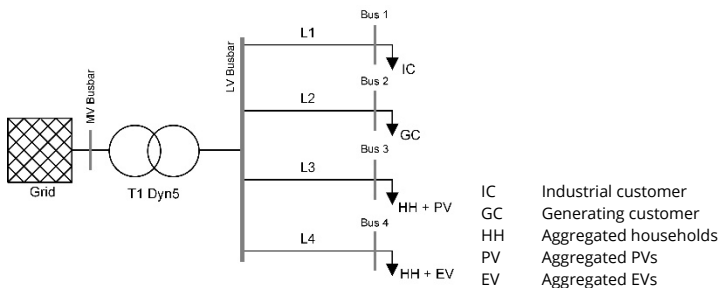 Grid
MV Busbar
T1 Dyn5
LV Busbar
L1
Bus 1
IC
L2
Bus 2
GC
L3
Bus 3
HH + PV
L4
Bus 4
HH + EV
IC Industrial customer
GC Generating customer
HH Aggregated households
PV Aggregated PVs
EV Aggregated EVs